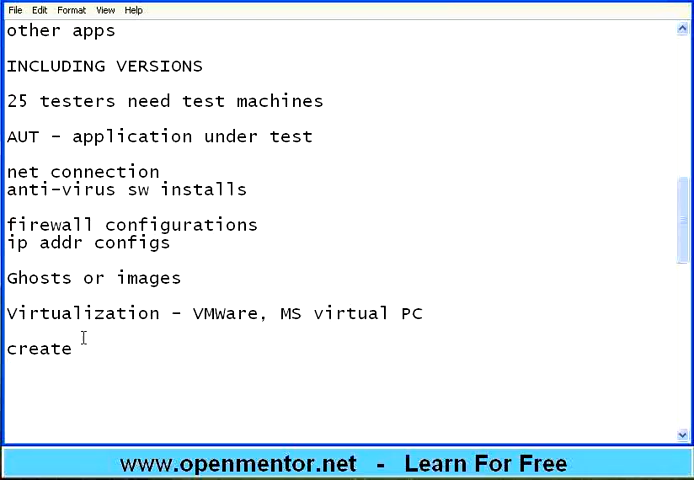 File Edit Format View Help
other apps
INCLUDING VERSIONS
25 testers need test machines
AUT - application under test
net connection
anti-virus sw installs
firewall configurations
ip addr configs
Ghosts or images
Virtualization - VMWare, MS virtual PC
create
www.openmentor.net - Learn For Free